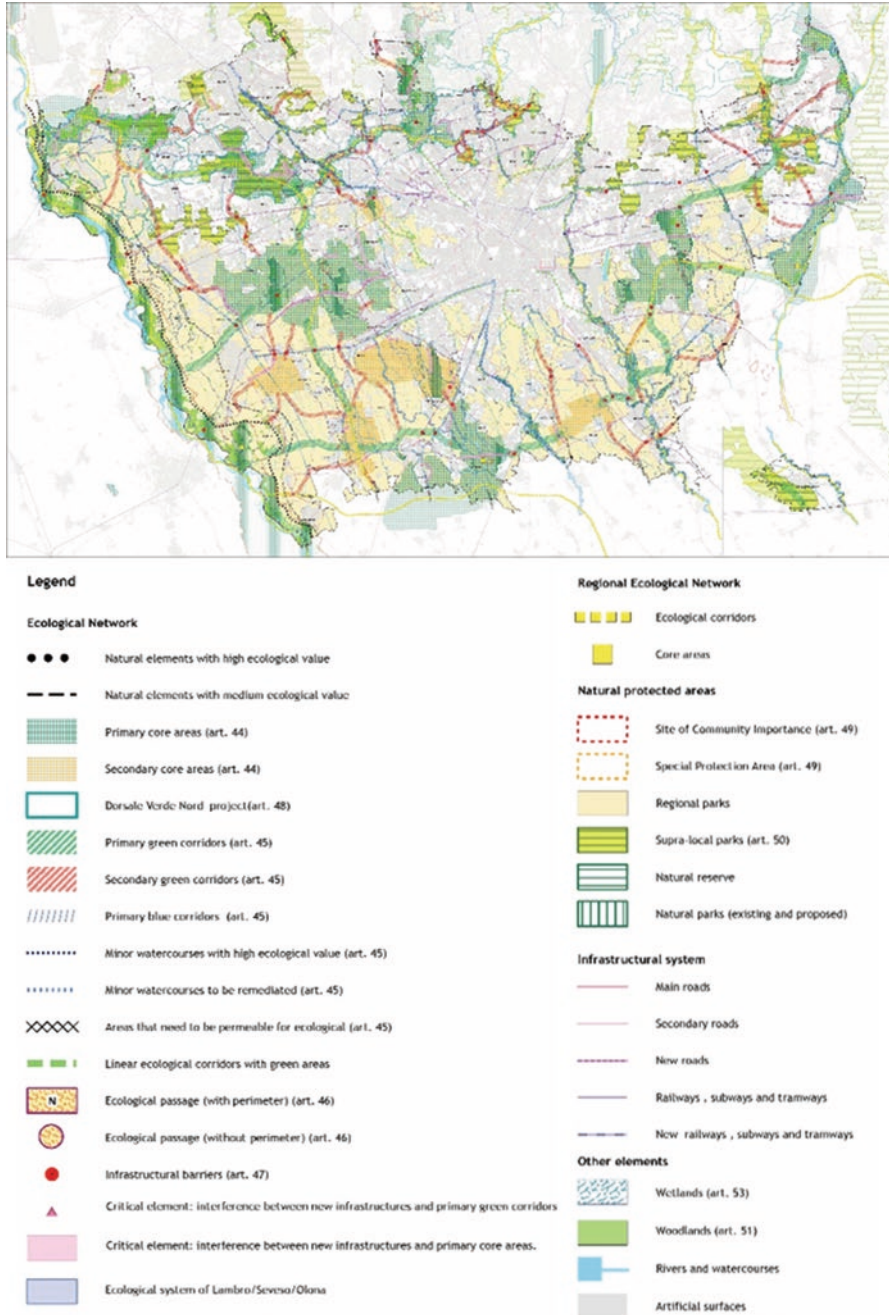 Legend
Ecological Network
Natural elements with high ecological value
Natural elements with medium ecological value
Primary core areas (art. 44)
Secondary core areas (art. 44)
Dorsale Verde Nord project(art. 48)
Primary green corridors (art. 45)
Secondary green corridors (art. 45)
Primary blue corridors (art. 45)
Minor watercourses with high ecological value (art. 45)
Minor watercourses to be remediated (art. 45)
Areas that need to be permeable for ecological (art. 45)
Linear ecological corridors with green areas
N
Ecological passage (with perimeter) (art. 46)
Ecological passage (without perimeter) (art. 46)
Infrastructural barriers (art. 47)
Critical element: interference between new infrastructures and primary green corridors
Critical element: interference between new infrastructures and primary core areas.
Ecological system of Lambro/Seveso/Olona
Regional Ecological Network
Ecological corridors
Core areas
Natural protected areas
Site of Community Importance (art. 49)
Special Protection Area (art. 49)
Regional parks
Supra-local parks (art. 50)
Natural reserve
Natural parks (existing and proposed)
Infrastructural system
Main roads
Secondary roads
New roads
Railways , subways and tramways
New railways , subways and tramways
Other elements
Wetlands (art. 53)
Woodlands (art. 51)
Rivers and watercourses
Artificial surfaces